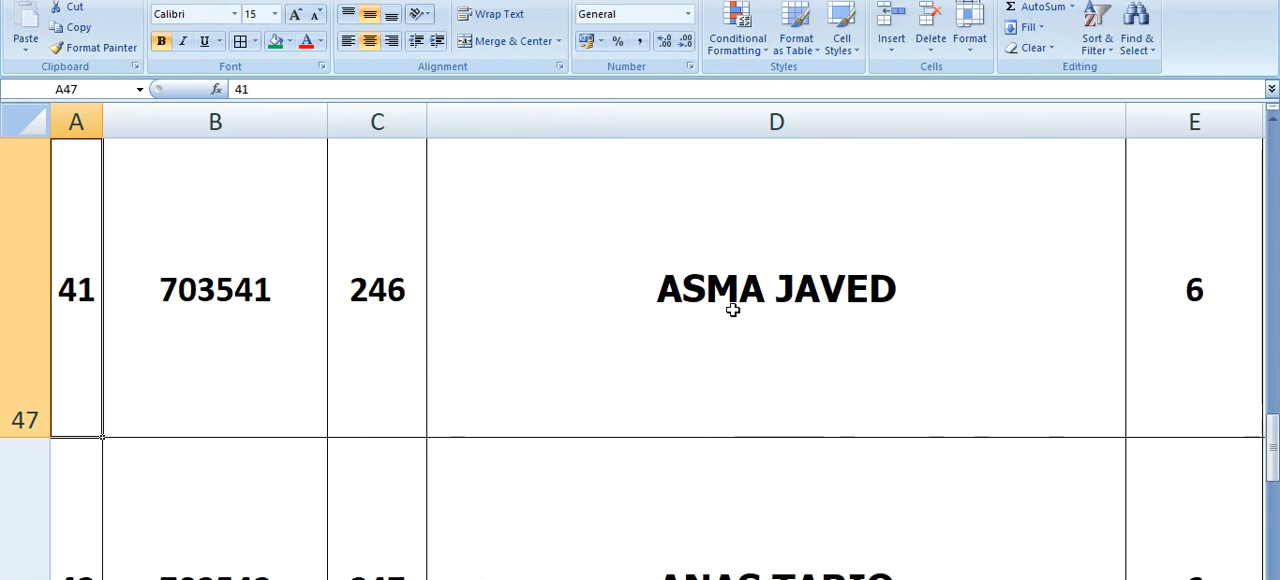 Cut
Copy
Format Painter
Paste
Clipboard
Calibri 15 A A
B I U A
Font
Wrap Text
Merge & Center
Alignment
General
% ,
Number
Conditional Formatting
Format as Table
Cell Styles
Styles
Insert Delete Format
Cells
Σ AutoSum
Fill
Clear
Sort & Filter
Find & Select
Editing
A47 fx 41
A B C D E
41 703541 246 ASMA JAVED 6
47